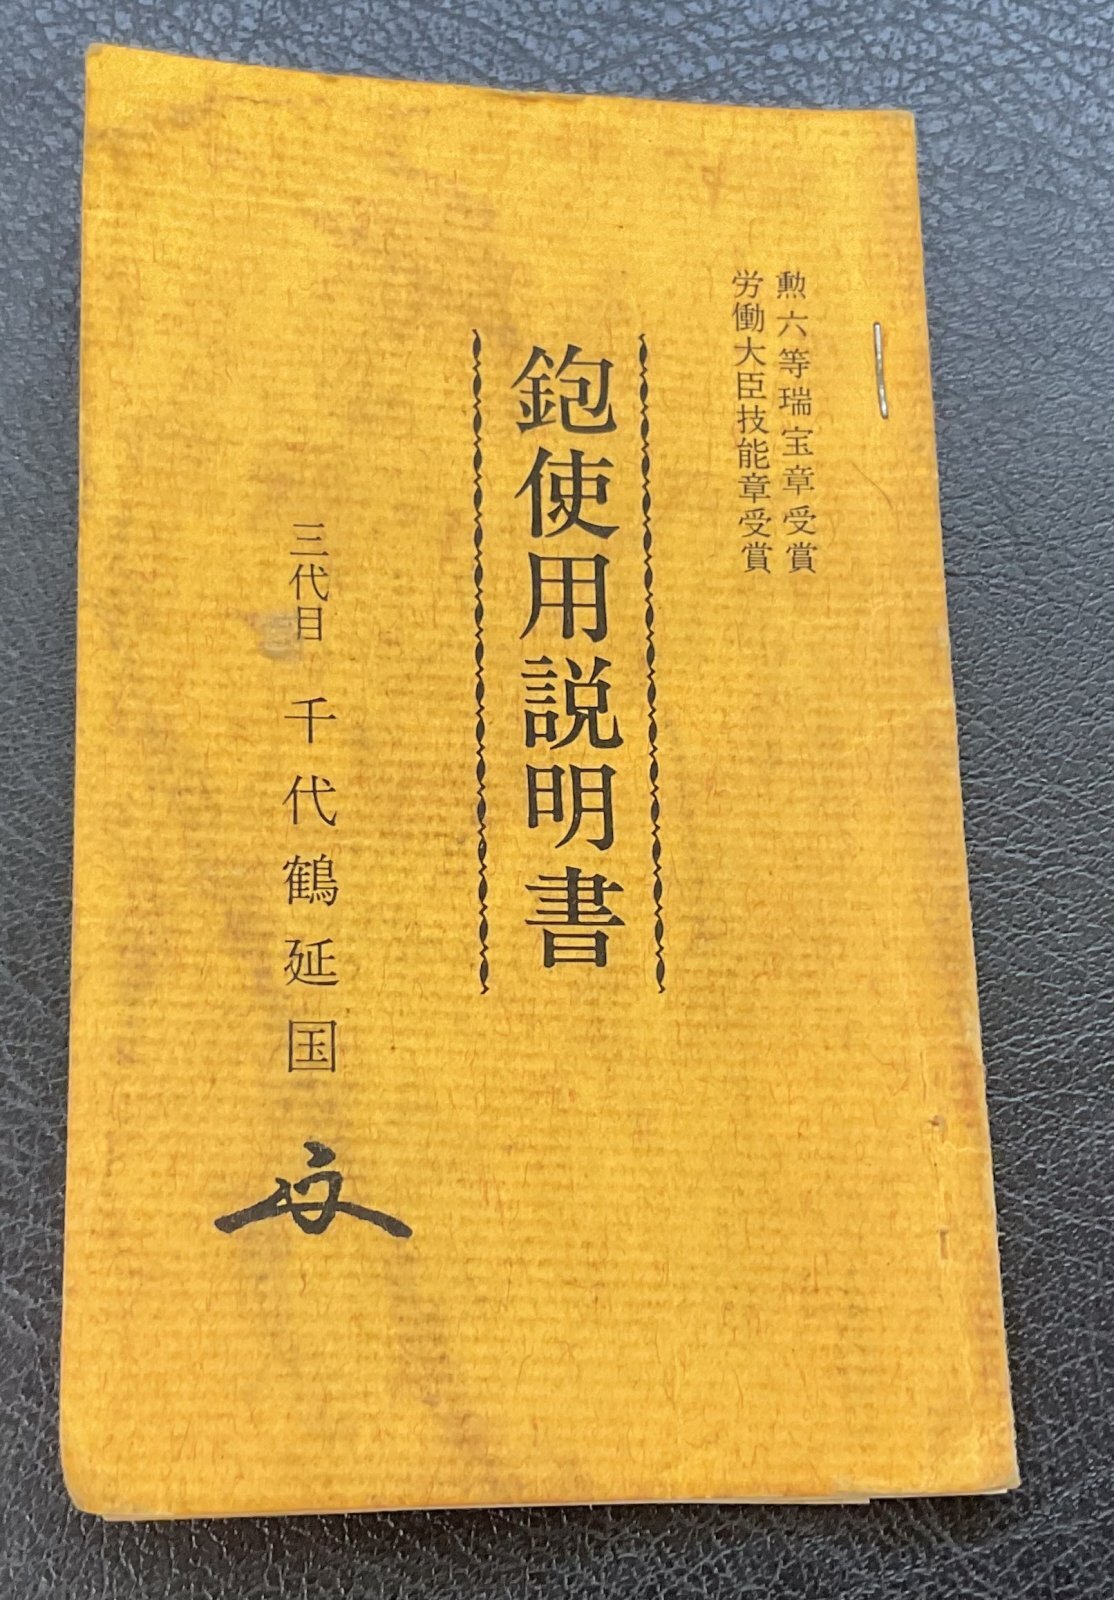 勲六等瑞宝章受賞
労働大臣技能章受賞
鉋使用説明書
三代目 千代鶴延国